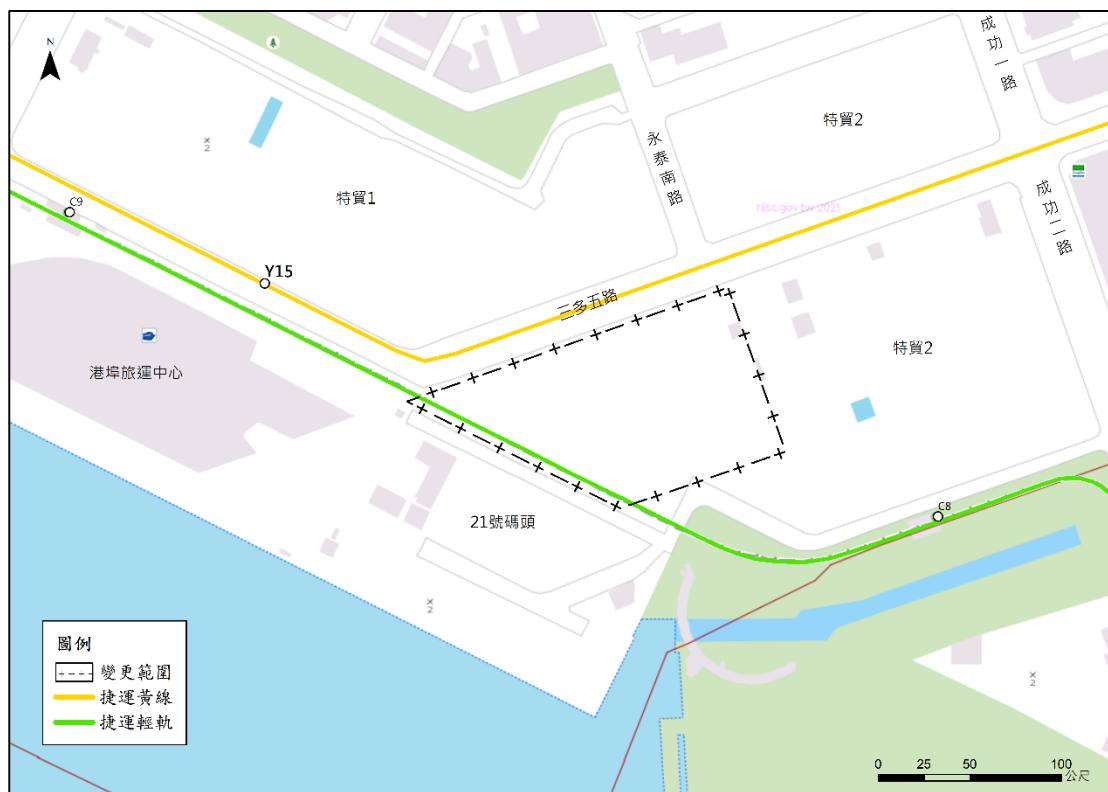 N
成功一路
特貿2
永泰南路
×2
特貿1
成功二路
C9
nlsc.gov.tw 2021
Y15
三多五路
特貿2
港埠旅運中心
C8
21號碼頭
×2
圖例
變更範圍
捷運黃線
捷運輕軌
×2
0 25 50 100
公尺